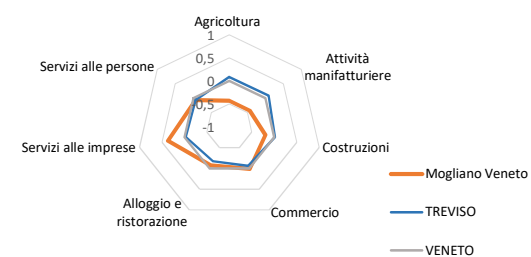 Agricoltura
1
0,5
0
0,5
-1
Attività
manifatturiere
Costruzioni
Commercio
Alloggio e
ristorazione
Servizi alle imprese
Servizi alle persone
Mogliano Veneto
TREVISO
VENETO